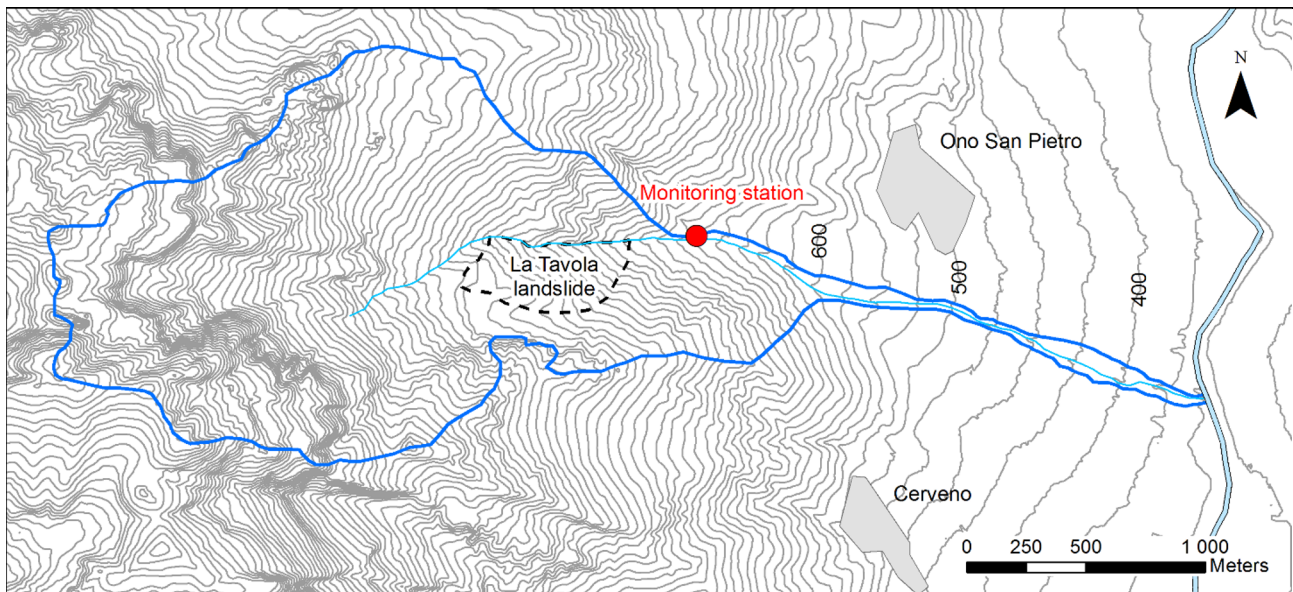 N
Ono San Pietro
Monitoring station
600
500
400
La Tavola
landslide
Cerveno
0 250 500 1 000
Meters